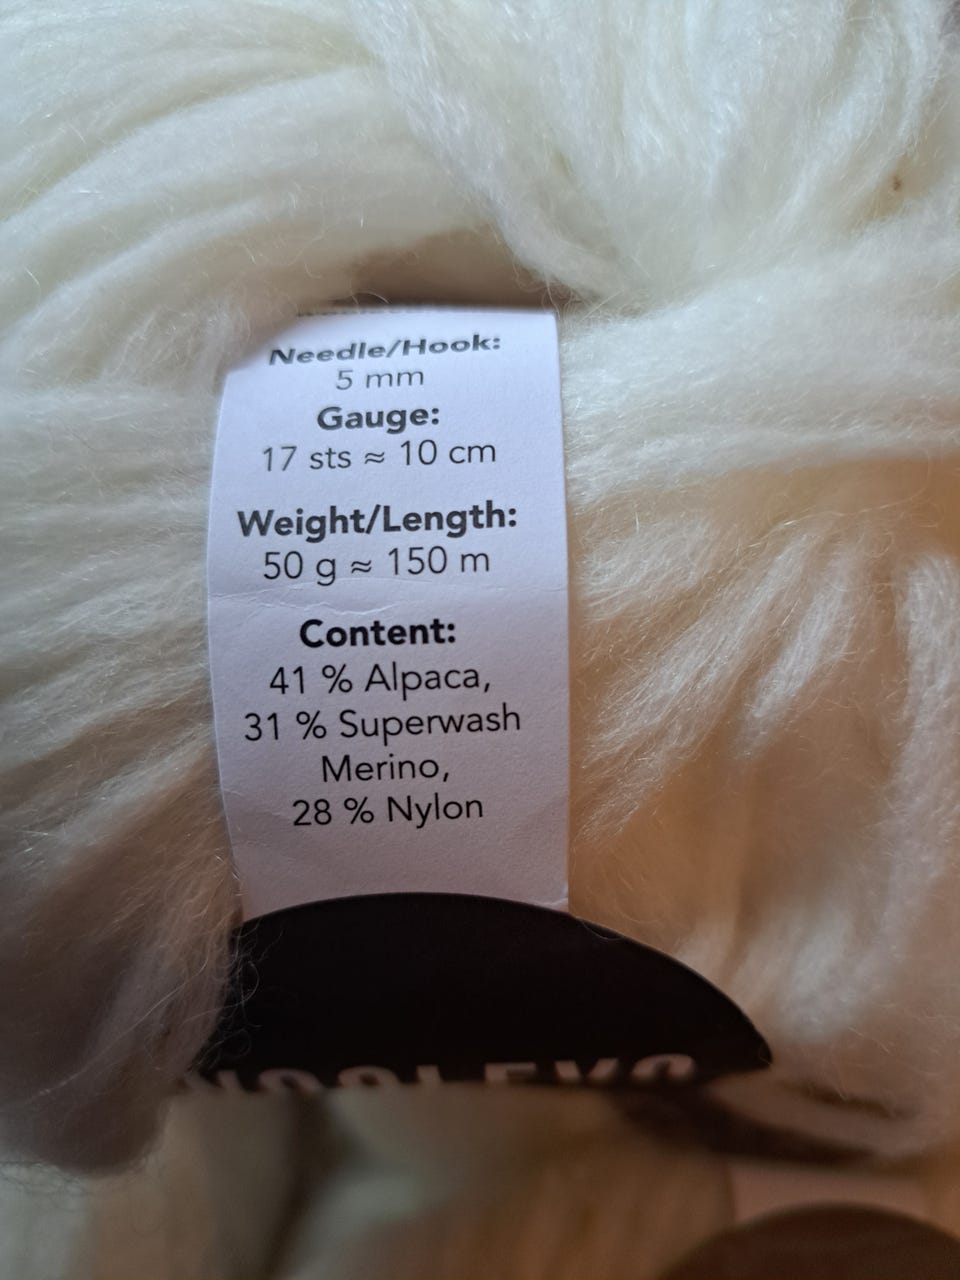 Needle/Hook:
5 mm
Gauge:
17 sts ≈ 10 cm
Weight/Length:
50 g ≈ 150 m
Content:
41 % Alpaca,
31 % Superwash
Merino,
28 % Nylon